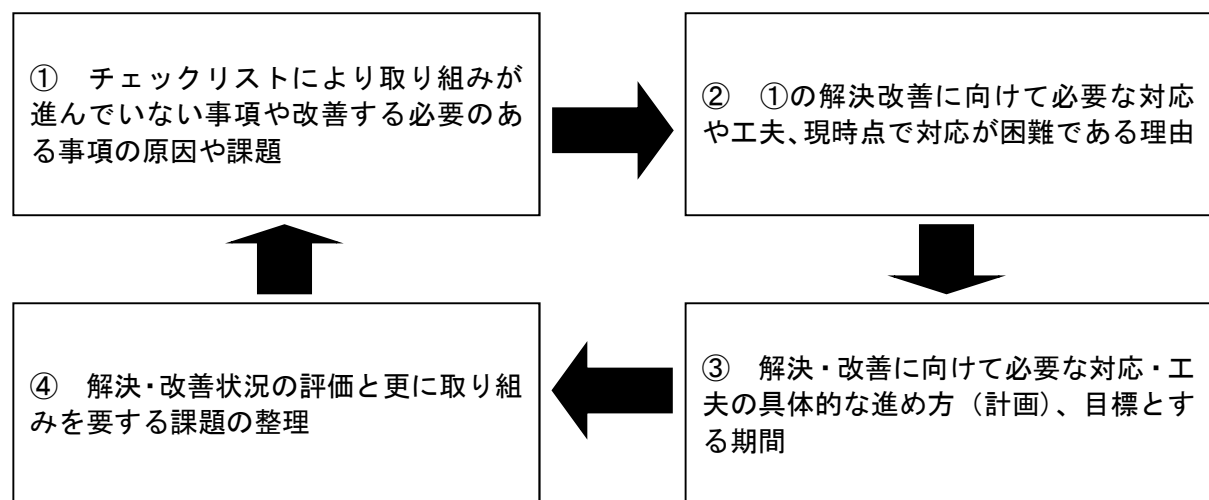 ① チェックリストにより取り組みが
進んでいない事項や改善する必要のあ
る事項の原因や課題
② ①の解決改善に向けて必要な対応
や工夫、現時点で対応が困難である理由
③ 解決・改善に向けて必要な対応・工
夫の具体的な進め方（計画）、目標とす
る期間
④ 解決・改善状況の評価と更に取り組
みを要する課題の整理